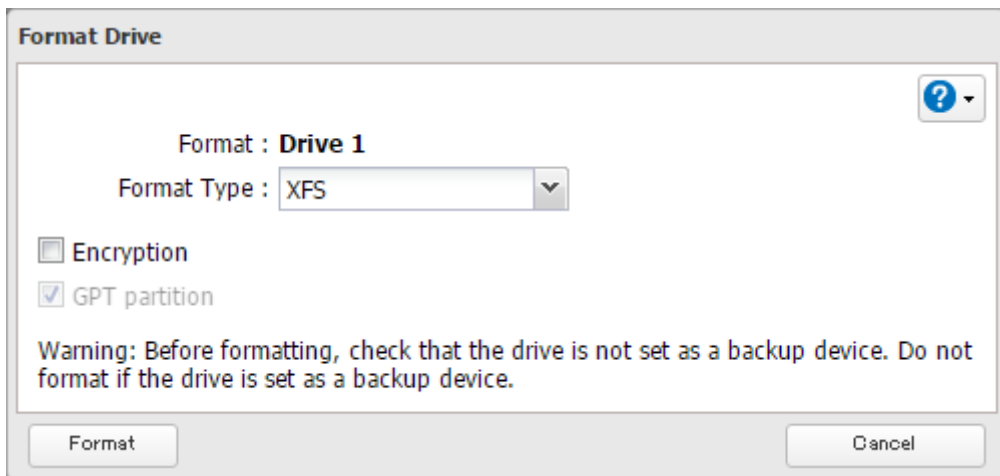 Format Drive
Format : Drive 1
Format Type : XFS
Encryption
GPT partition
Warning: Before formatting, check that the drive is not set as a backup device. Do not
format if the drive is set as a backup device.
Format Cancel